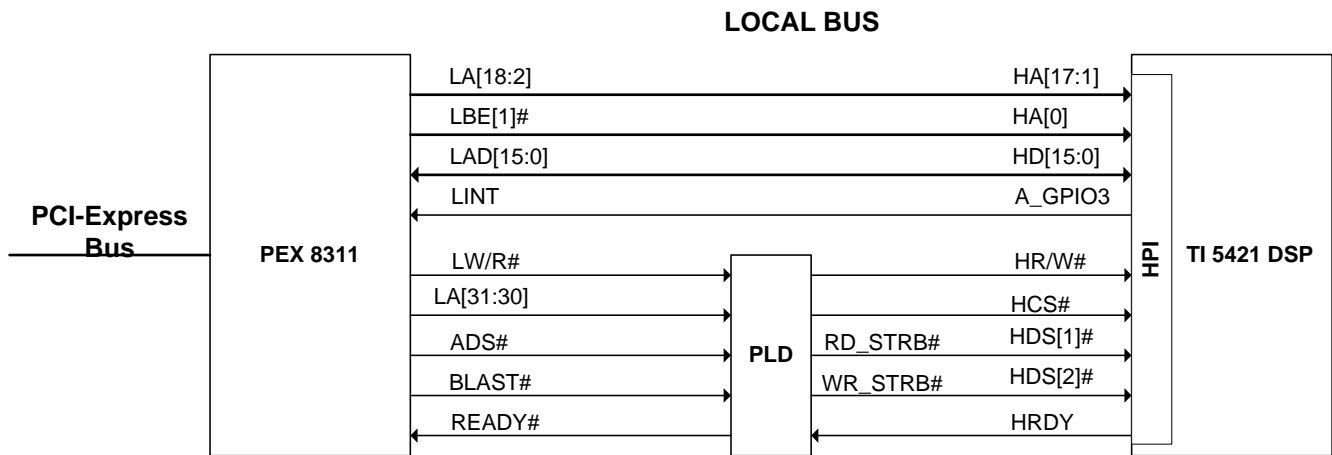 LOCAL BUS
LA[18:2] HA[17:1]
LBE[1]# HA[0]
LAD[15:0] HD[15:0]
LINT A_GPIO3
PCI-Express
Bus
PEX 8311
HPI
TI 5421 DSP
LW/R# HR/W#
LA[31:30] HCS#
PLD
ADS# RD_STRB# HDS[1]#
BLAST# WR_STRB# HDS[2]#
READY# HRDY